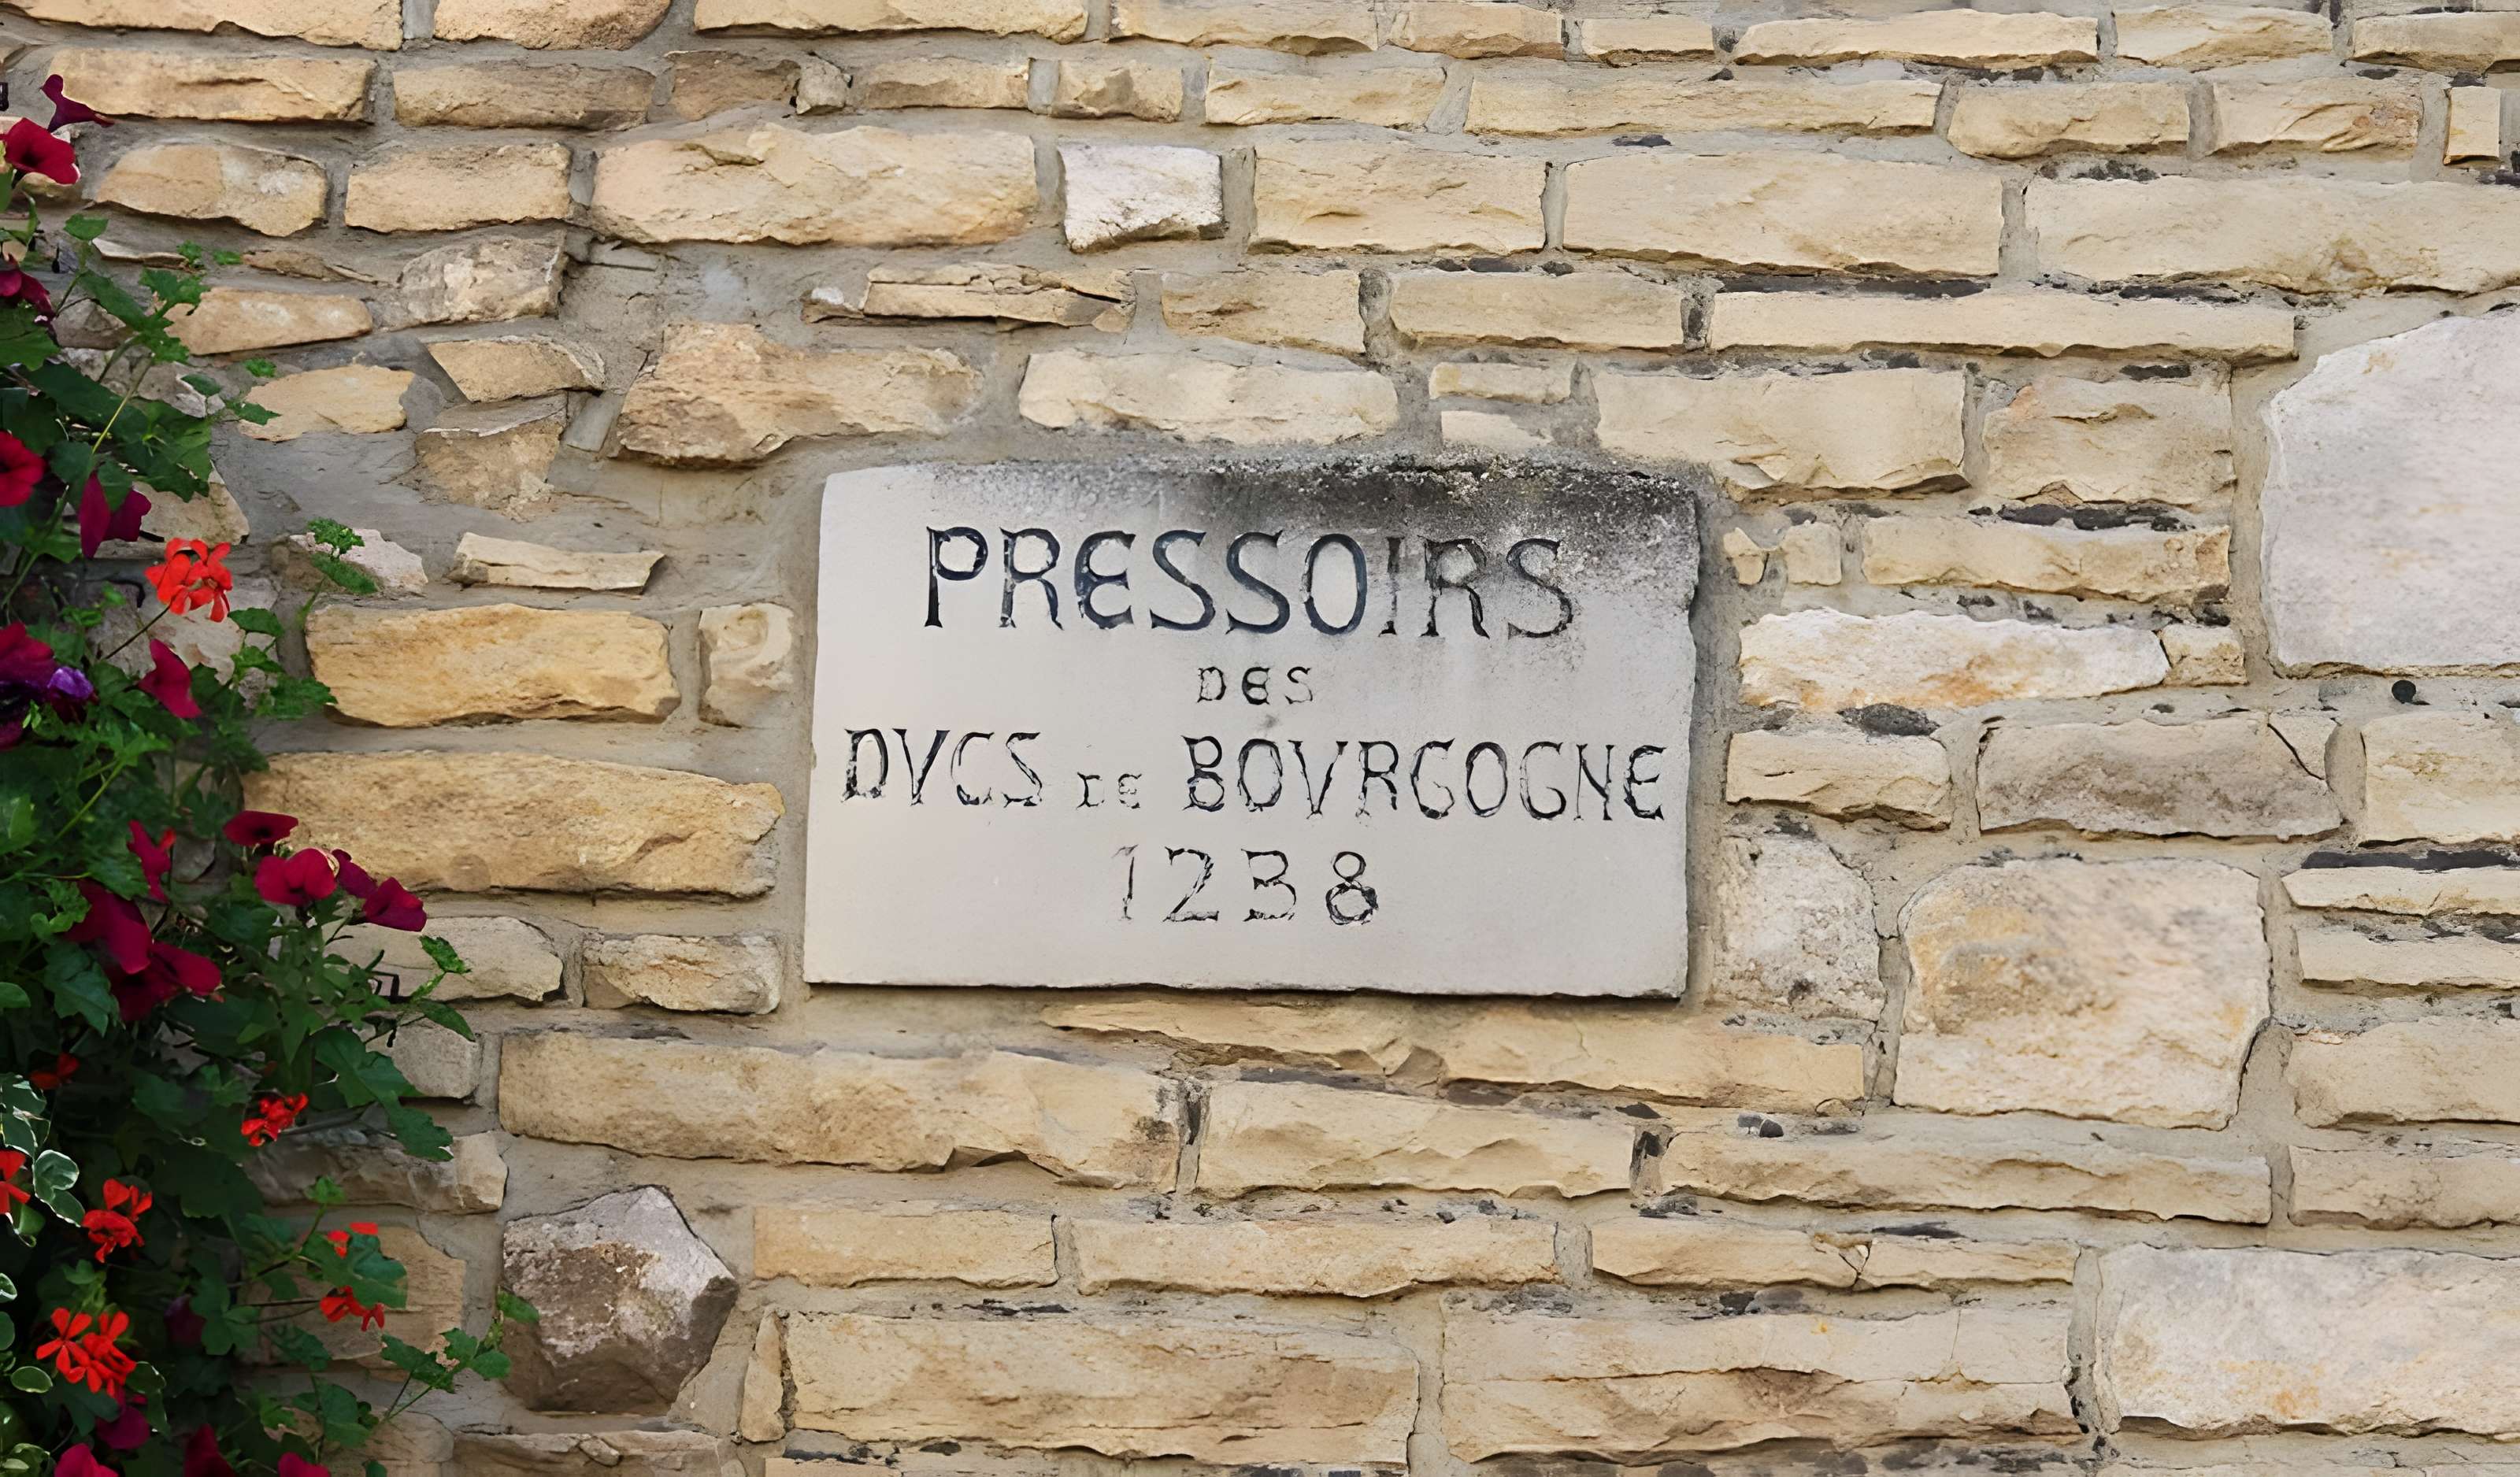 PRESSOIRS
DES
DVCS DE BOVRGOGNE
1238